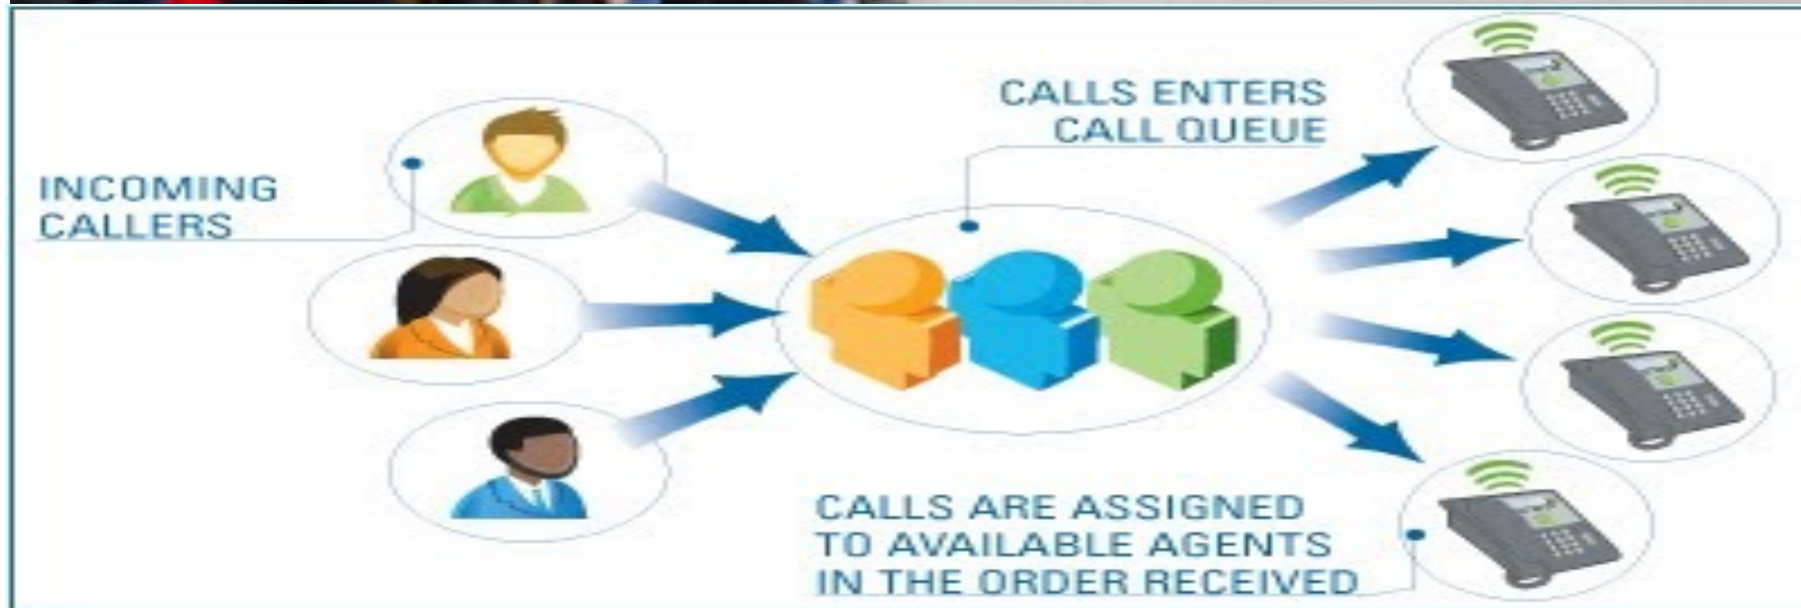 INCOMING
CALLERS
CALLS ENTERS
CALL QUEUE
CALLS ARE ASSIGNED
TO AVAILABLE AGENTS
IN THE ORDER RECEIVED